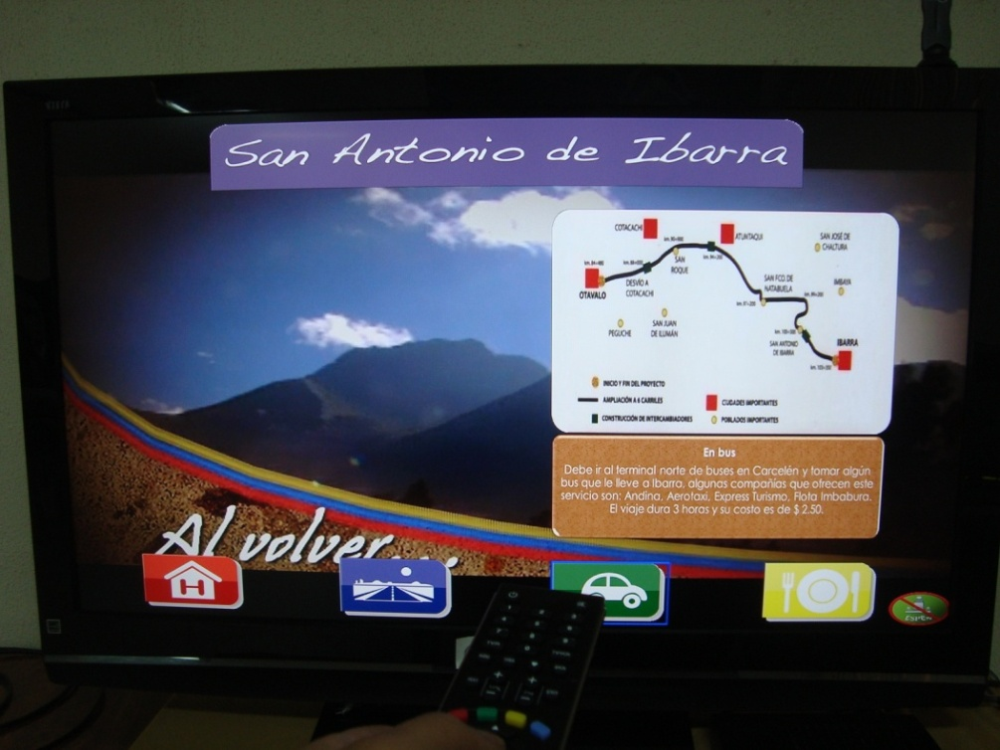 San Antonio de Ibarra
COTACACHI
ATUNTAQUI
SAN JOSÉ DE
CHALTURA
SAN
ROQUE
OTAVALO
DESVÍO A
COTACACHI
SAN FCO DE
NATABUELA
IMBAYA
PEGUCHE
SAN JUAN
DE ILUMÁN
SAN ANTONIO
DE IBARRA
IBARRA
INICIO Y FIN DEL PROYECTO
AMPLIACIÓN A 6 CARRILES
CIUDADES IMPORTANTES
CONSTRUCCIÓN DE INTERCAMBIADORES
POBLADOS IMPORTANTES
En bus
Debe ir al terminal norte de buses en Carcelén y tomar algún
bus que le lleve a Ibarra, algunas compañías que ofrecen este
servicio son: Andina, Aerotaxi, Express Turismo, Flota Imbabura.
El viaje dura 3 horas y su costo es de $ 2.50.
Al volver...
H
ESPEA